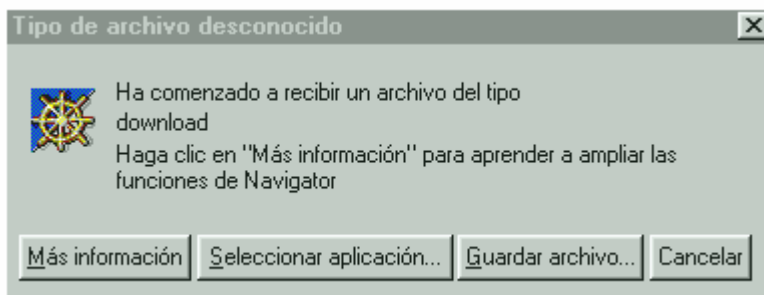 Tipo de archivo desconocido
Ha comenzado a recibir un archivo del tipo
download
Haga clic en "Más información" para aprender a ampliar las
funciones de Navigator
Más información Seleccionar aplicación... Guardar archivo... Cancelar